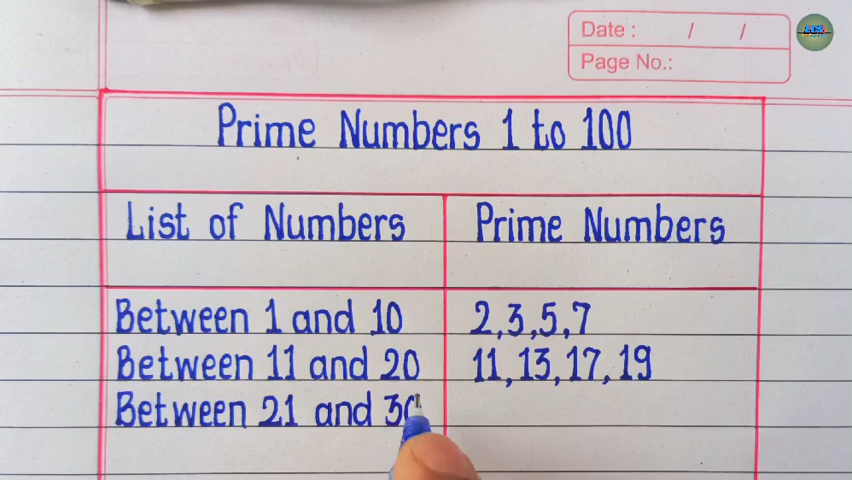 Date : / /
Page No.:
Prime Numbers 1 to 100
List of Numbers Prime Numbers
Between 1 and 10 2,3,5,7
Between 11 and 20 11,13,17,19
Between 21 and 30